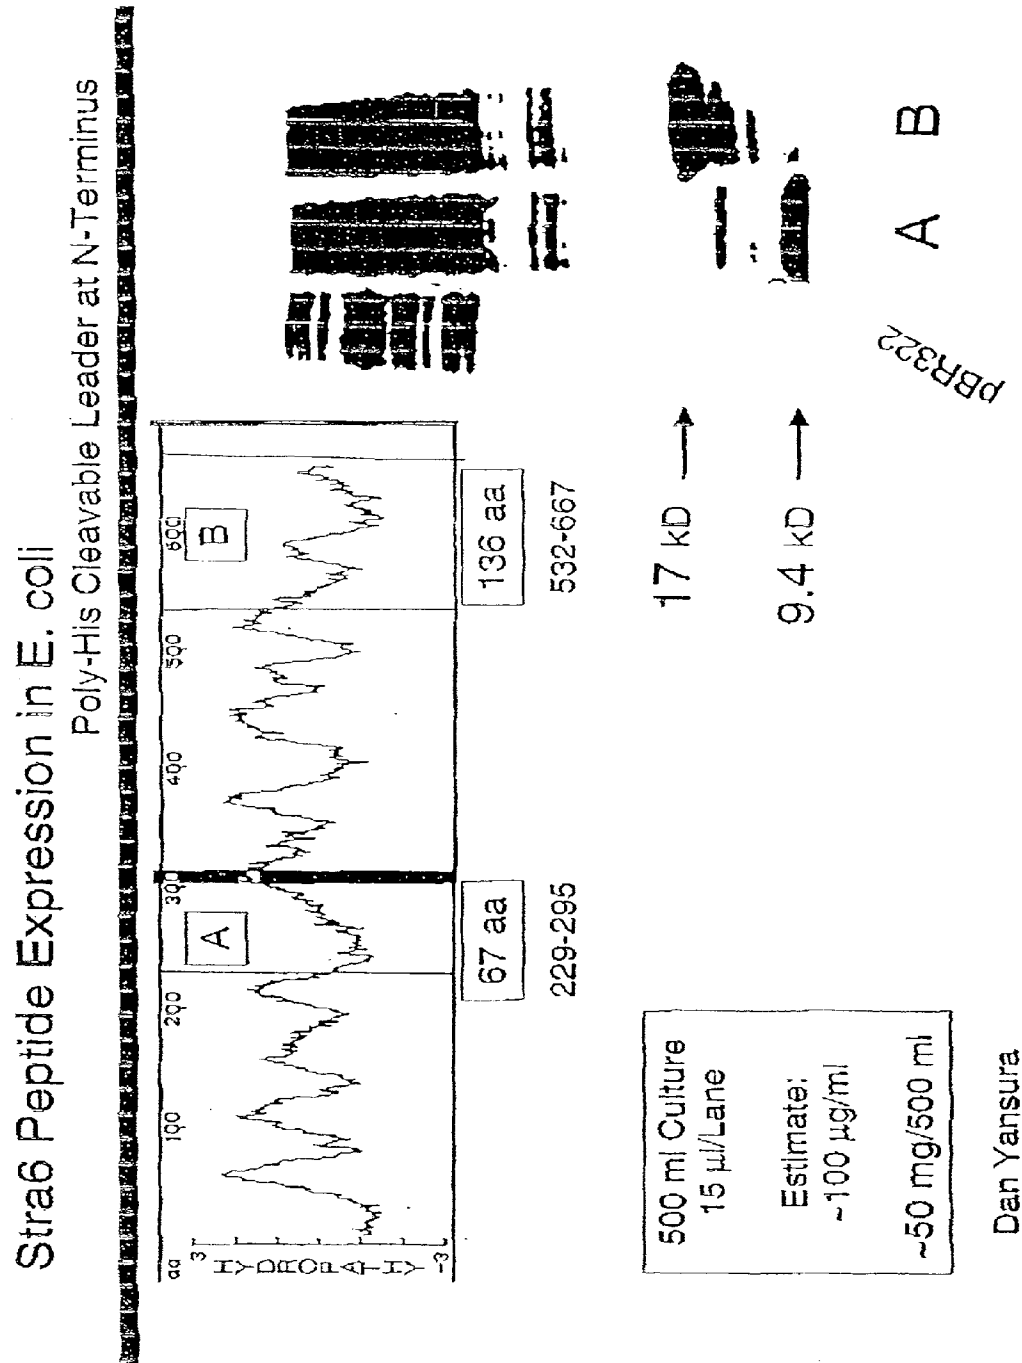 Stra6 Peptide Expression in E. coli
Poly-His Cleavable Leader at N-Terminus
aa 100 200 300 400 500 600
3
HYDROPATHY
-3
A
B
67 aa
229-295
136 aa
532-667
17 kD
9.4 kD
pBR322
A
B
500 ml Culture
15 µl/Lane
Estimate:
~100 µg/ml
~50 mg/500 ml
Dan Yansura